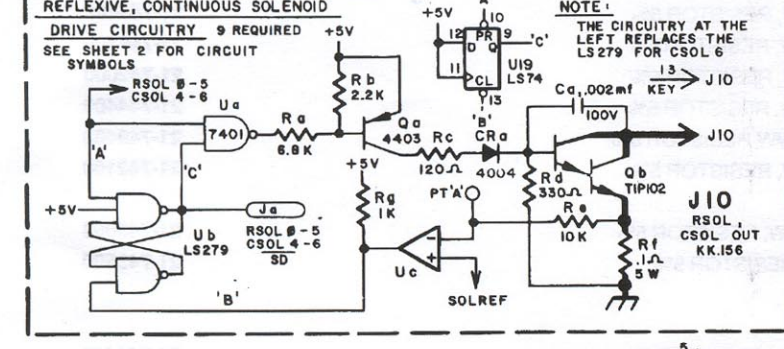 REFLEXIVE, CONTINUOUS SOLENOID
DRIVE CIRCUITRY 9 REQUIRED
SEE SHEET 1 FOR CIRCUIT
SYMBOLS
RSOL Ø-5
CSOL 4-6
'A'
Ua
7401
'C'
Ra
6.8K
+5V
Rb
2.2K
Qa
4403
+5V
12 PR 9
D Q
10
'C'
11
CL
13
'B'
U19
LS74
NOTE:
THE CIRCUITRY AT THE
LEFT REPLACES THE
LS279 FOR CSOL 6
13
KEY
J10
Ca, .002mf
100V
J10
Rc
120Ω
CRa
4004
Rd
330Ω
Qb
TIP102
J10
RSOL,
CSOL OUT
KK.156
+5V
Rg
1K
PT'A'
Re
10K
Rf
.1Ω
5 W
+5V
Ub
LS279
Ja
RSOL Ø-5
CSOL 4-6
SD
Uc
-
+
SOLREF
'B'